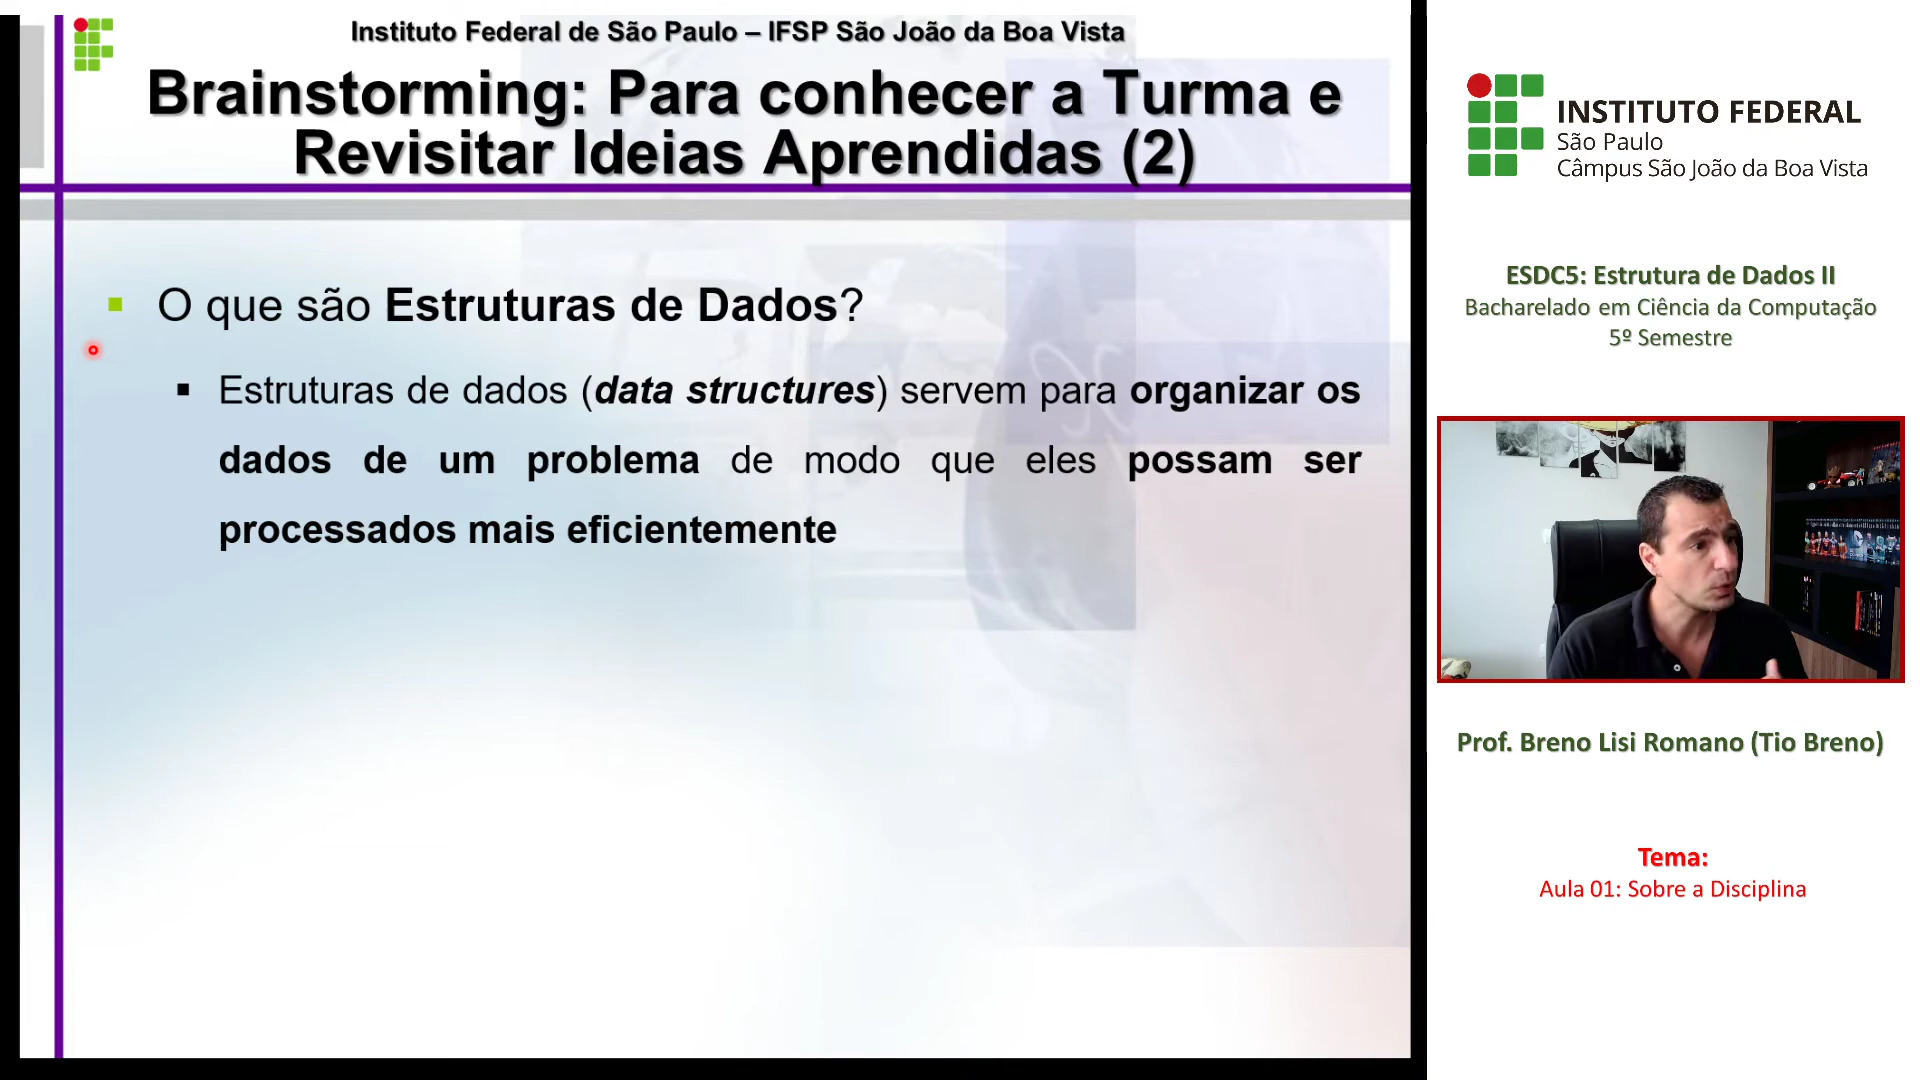 Instituto Federal de São Paulo – IFSP São João da Boa Vista
Brainstorming: Para conhecer a Turma e
Revisitar Ideias Aprendidas (2)
O que são Estruturas de Dados?
Estruturas de dados (data structures) servem para organizar os
dados de um problema de modo que eles possam ser
processados mais eficientemente
INSTITUTO FEDERAL
São Paulo
Câmpus São João da Boa Vista
ESDC5: Estrutura de Dados II
Bacharelado em Ciência da Computação
5º Semestre
Prof. Breno Lisi Romano (Tio Breno)
Tema:
Aula 01: Sobre a Disciplina